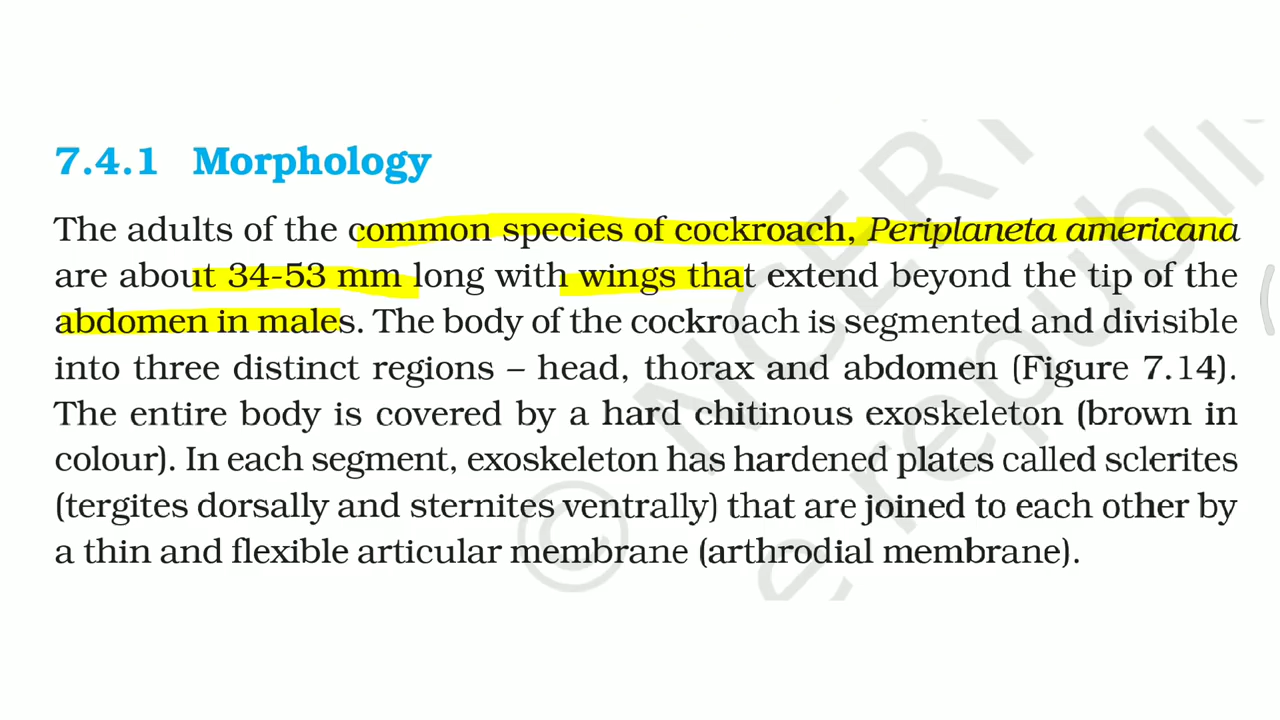 7.4.1 Morphology
The adults of the common species of cockroach, Periplaneta americana
are about 34-53 mm long with wings that extend beyond the tip of the
abdomen in males. The body of the cockroach is segmented and divisible
into three distinct regions – head, thorax and abdomen (Figure 7.14).
The entire body is covered by a hard chitinous exoskeleton (brown in
colour). In each segment, exoskeleton has hardened plates called sclerites
(tergites dorsally and sternites ventrally) that are joined to each other by
a thin and flexible articular membrane (arthrodial membrane).
© NCERT
e republi